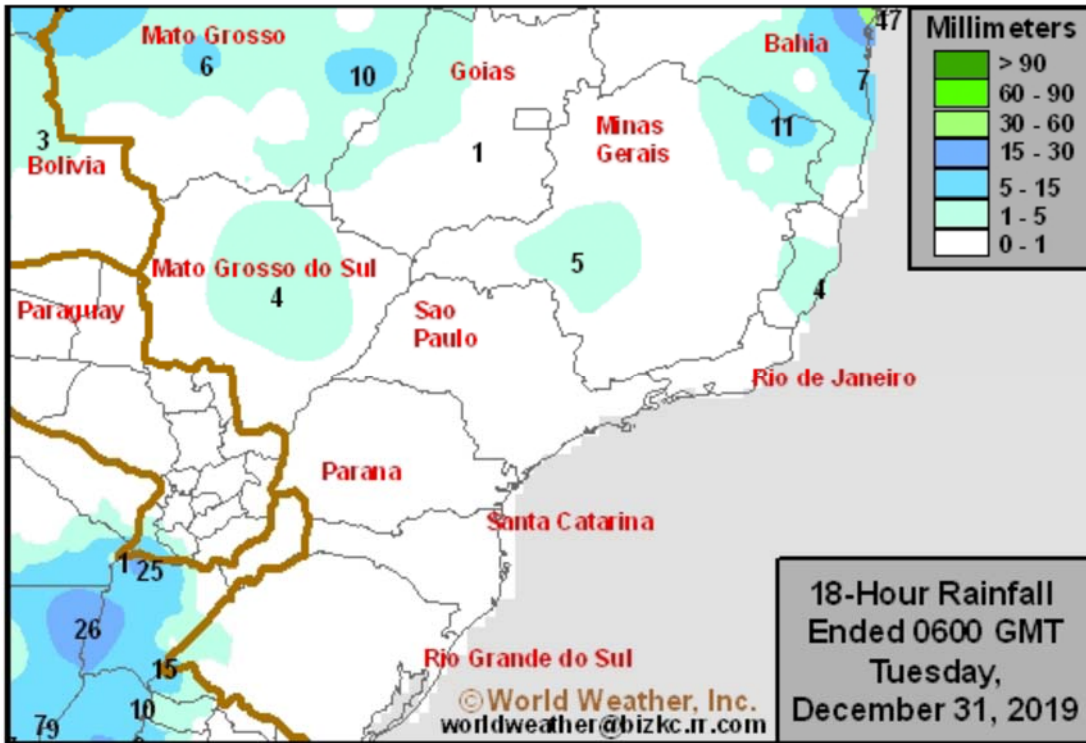 Mato Grosso
6
10
Goias
Bahia
47
7
Millimeters
> 90
60 - 90
30 - 60
15 - 30
5 - 15
1 - 5
0 - 1
3
Bolivia
1
Minas
Gerais
11
Mato Grosso do Sul
4
5
4
Paraguay
Sao
Paulo
Rio de Janeiro
Parana
Santa Catarina
1
25
26
15
Rio Grande do Sul
10
79
©World Weather, Inc.
worldweather@bizkc.rr.com
18-Hour Rainfall
Ended 0600 GMT
Tuesday,
December 31, 2019